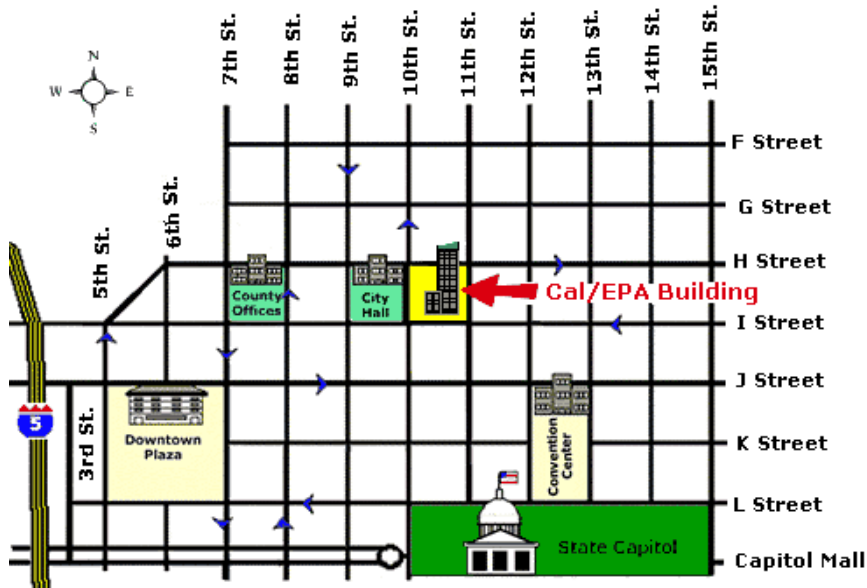 N
W E
S
3rd St.
5th St.
6th St.
7th St.
8th St.
9th St.
10th St.
11th St.
12th St.
13th St.
14th St.
15th St.
F Street
G Street
H Street
County
Offices
City
Hall
Cal/EPA Building
I Street
J Street
5
Downtown
Plaza
Convention
Center
K Street
L Street
State Capitol
Capitol Mall